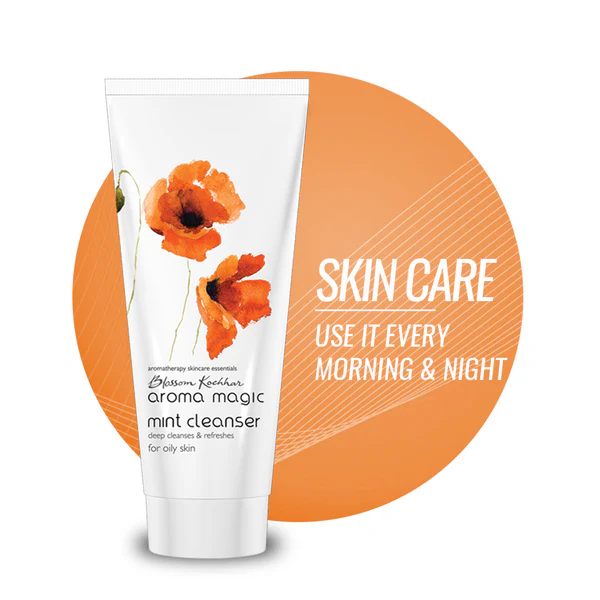 aromatherapy skincare essentials
Blossom Kochhar
aroma magic
mint cleanser
deep cleanses & refreshes
for oily skin
SKIN CARE
USE IT EVERY
MORNING & NIGHT